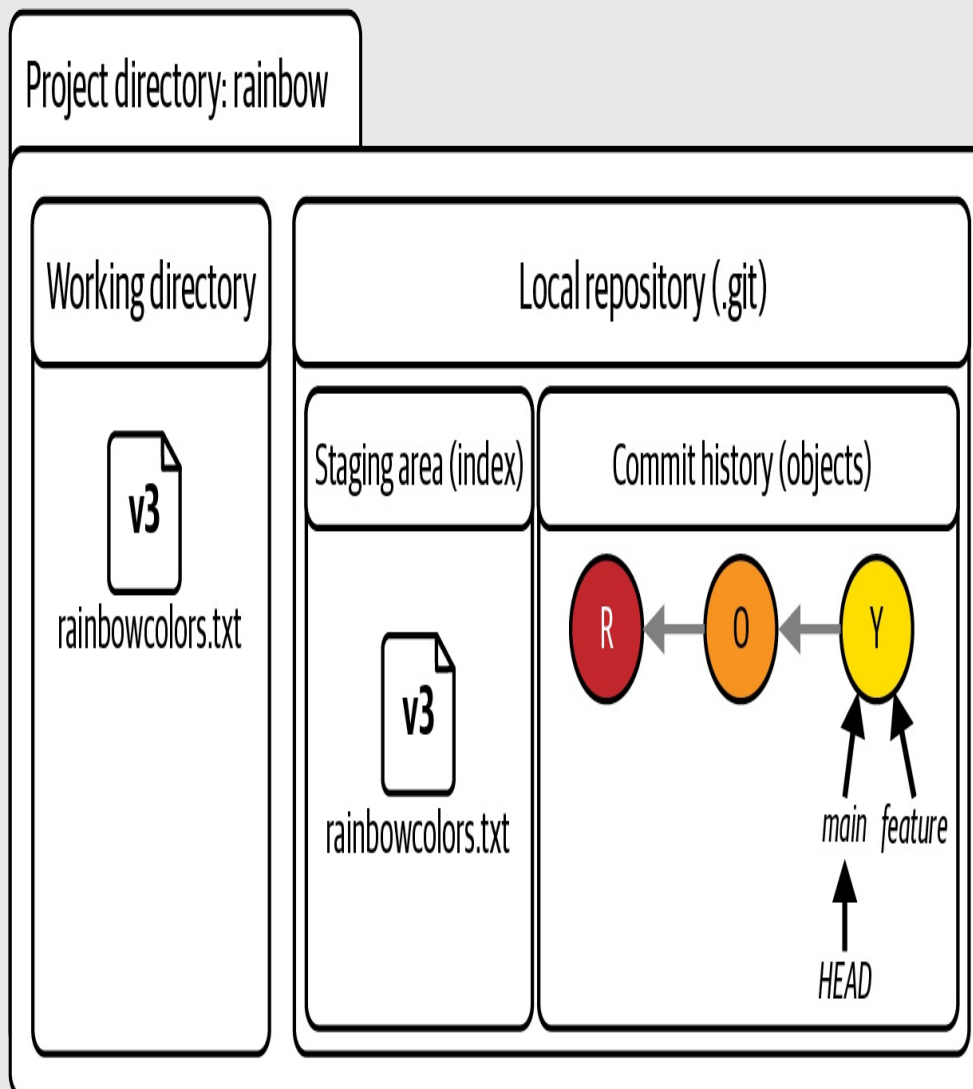 Project directory: rainbow
Working directory
Local repository (.git)
Staging area (index)
Commit history (objects)
v3
rainbowcolors.txt
v3
rainbowcolors.txt
R
O
Y
main
feature
HEAD